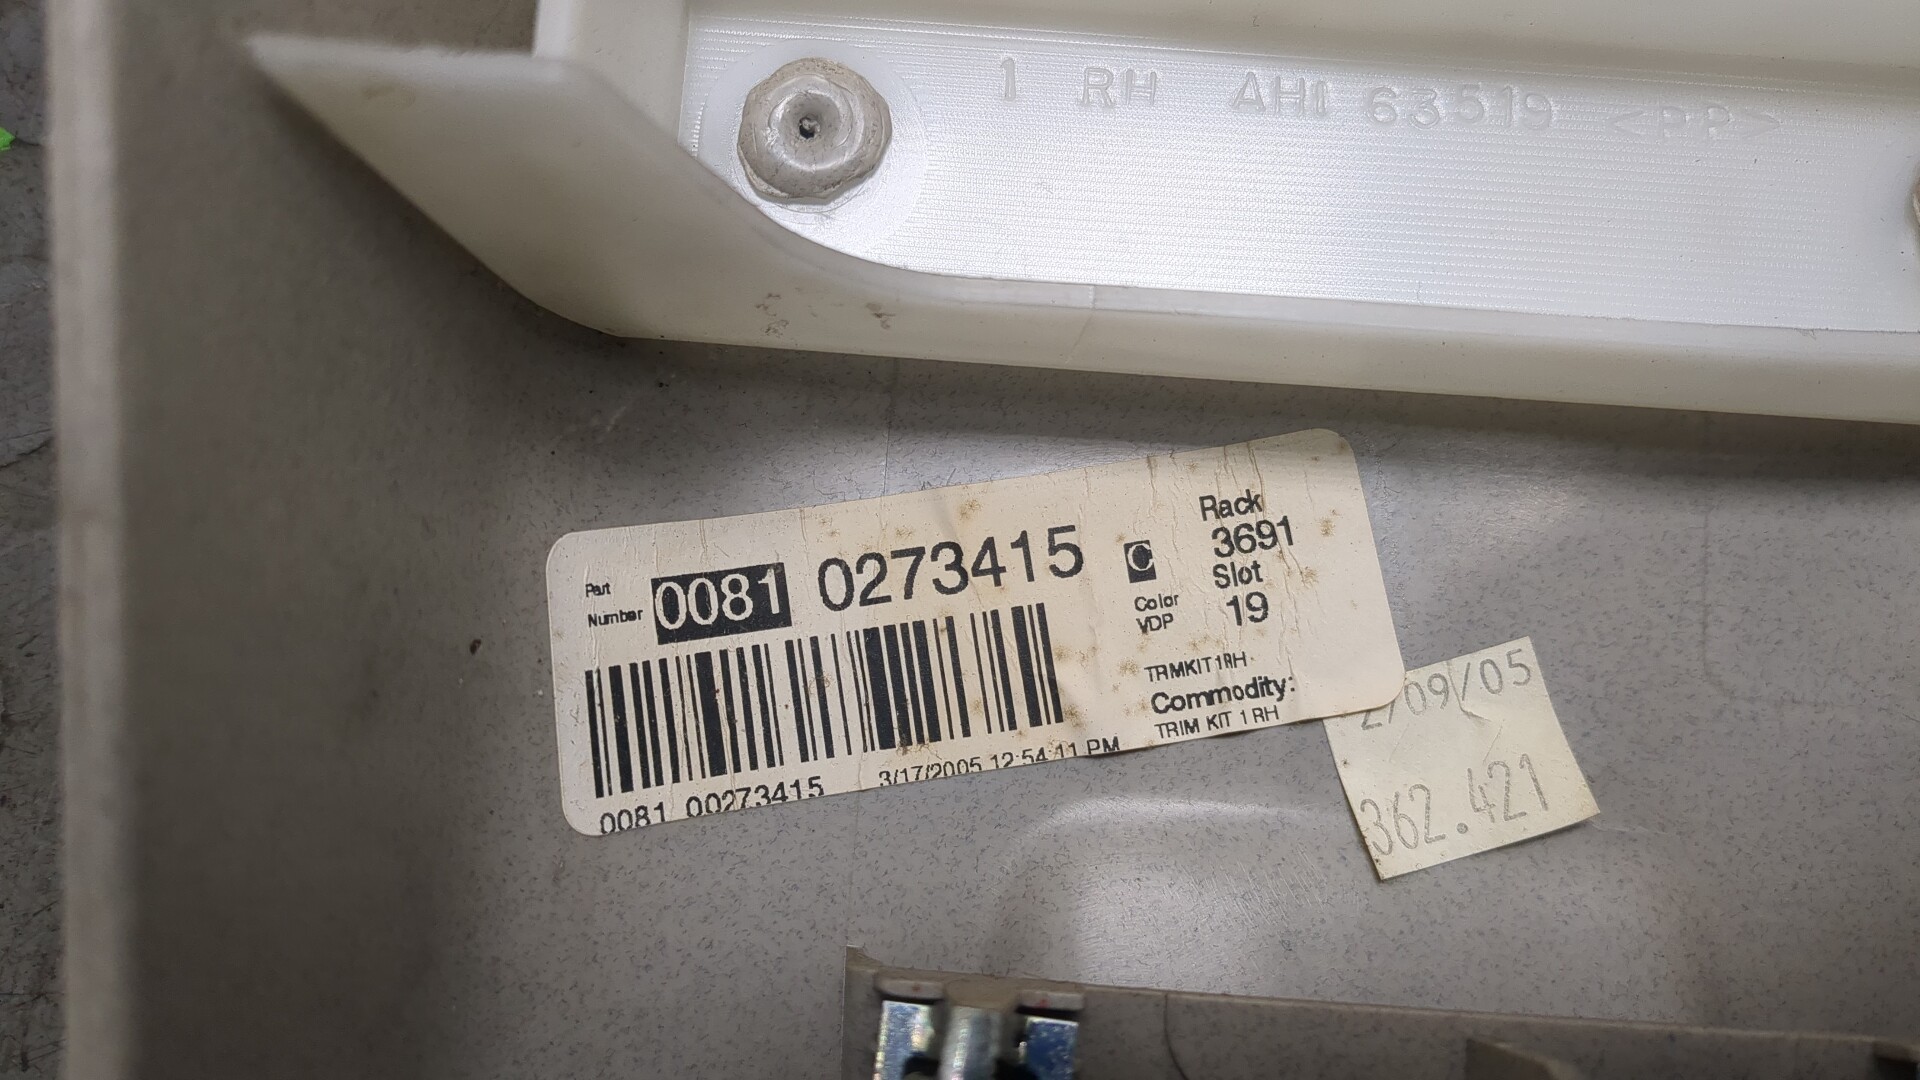 1 RH AHI 63519 <PP>
Part
Number 0081 0273415
C
Color
VDP
Rack
3691
Slot
19
TRMKIT1RH
Commodity:
TRIM KIT 1 RH
0081 00273415 3/17/2005 12:54:11 PM
2/09/05
362.421